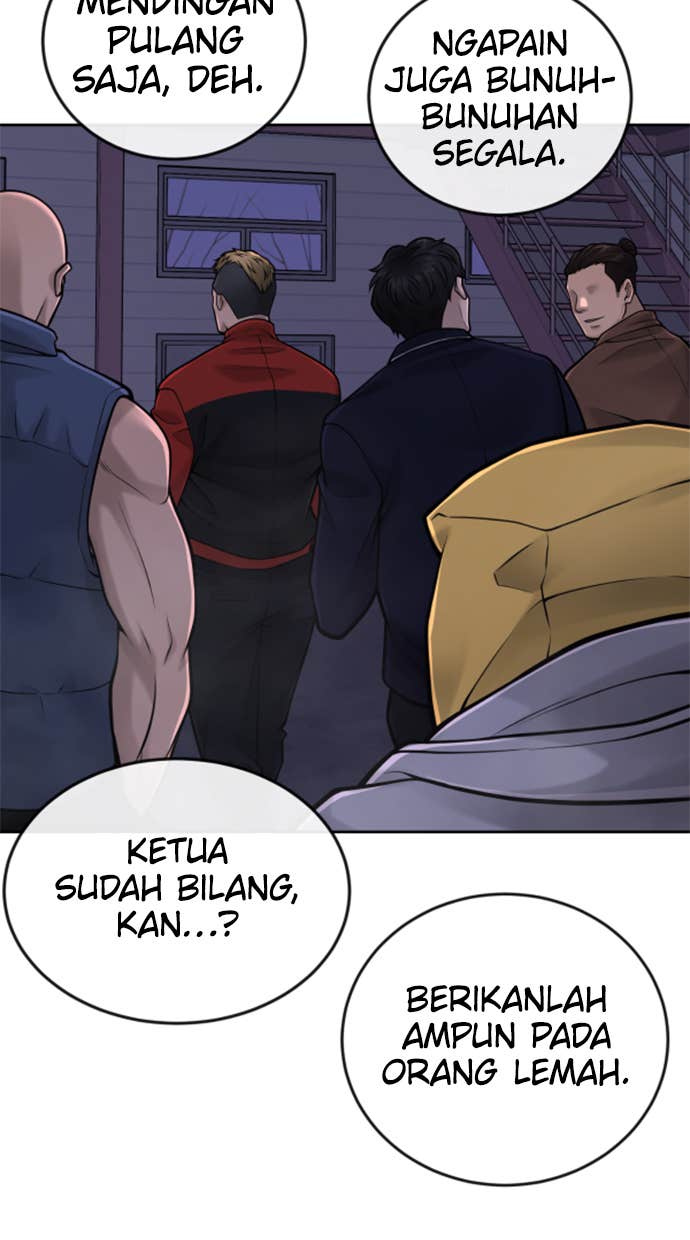 MENDINGAN
PULANG
SAJA, DEH.
NGAPAIN
JUGA BUNUH-
BUNUHAN
SEGALA.
KETUA
SUDAH BILANG,
KAN...?
BERIKANLAH
AMPUN PADA
ORANG LEMAH.